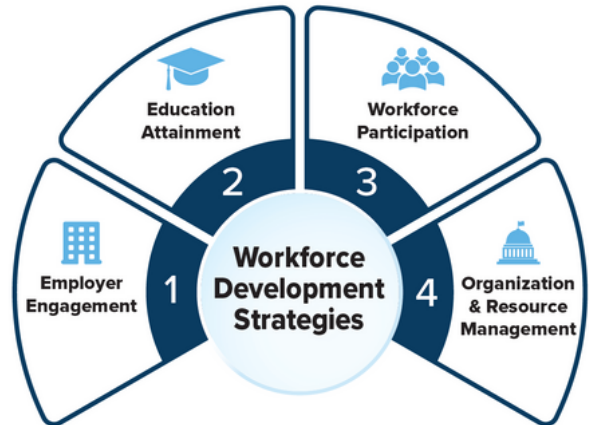 Workforce
Development
Strategies
1
Employer
Engagement
2
Education
Attainment
3
Workforce
Participation
4
Organization
& Resource
Management